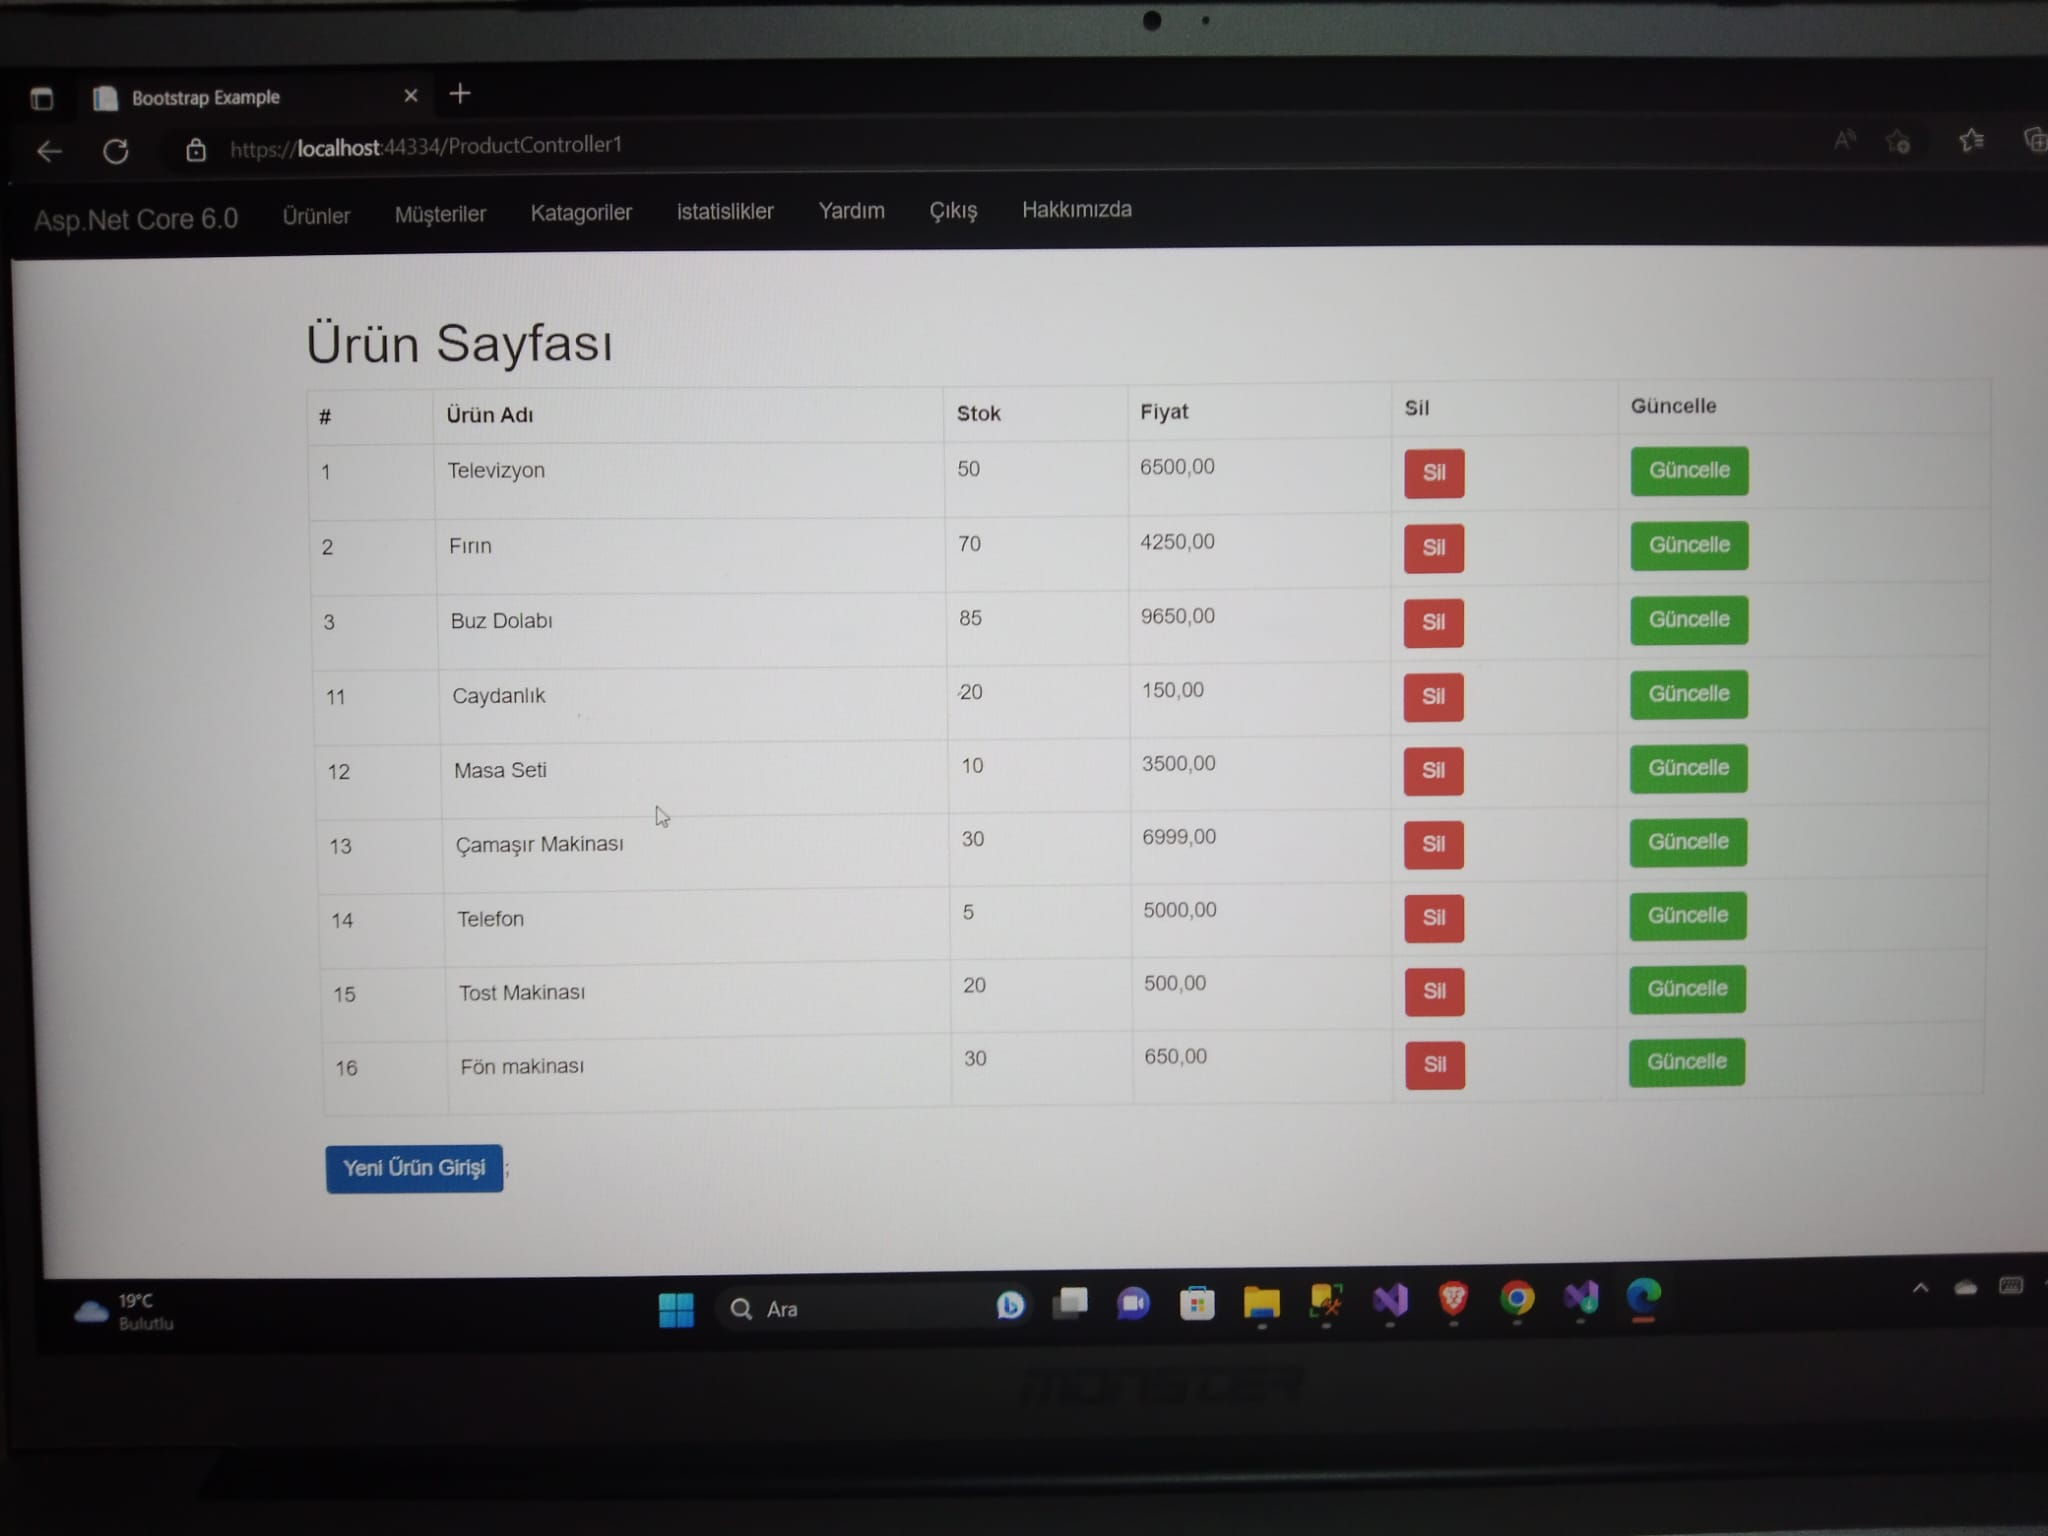 Bootstrap Example
https://localhost:44334/ProductController1
Asp.Net Core 6.0 Ürünler Müşteriler Katagoriler istatislikler Yardım Çıkış Hakkımızda
Ürün Sayfası
# Ürün Adı Stok Fiyat Sil Güncelle
1 Televizyon 50 6500,00 Sil Güncelle
2 Fırın 70 4250,00 Sil Güncelle
3 Buz Dolabı 85 9650,00 Sil Güncelle
11 Caydanlık 20 150,00 Sil Güncelle
12 Masa Seti 10 3500,00 Sil Güncelle
13 Çamaşır Makinası 30 6999,00 Sil Güncelle
14 Telefon 5 5000,00 Sil Güncelle
15 Tost Makinası 20 500,00 Sil Güncelle
16 Fön makinası 30 650,00 Sil Güncelle
Yeni Ürün Girişi ;
19°C
Bulutlu
Ara
MONSTER